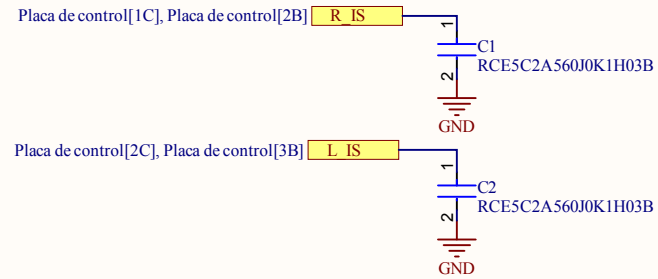 Placa de control[1C], Placa de control[2B] R_IS
1
C1
RCE5C2A560J0K1H03B
2
GND
Placa de control[2C], Placa de control[3B] L_IS
1
C2
RCE5C2A560J0K1H03B
2
GND